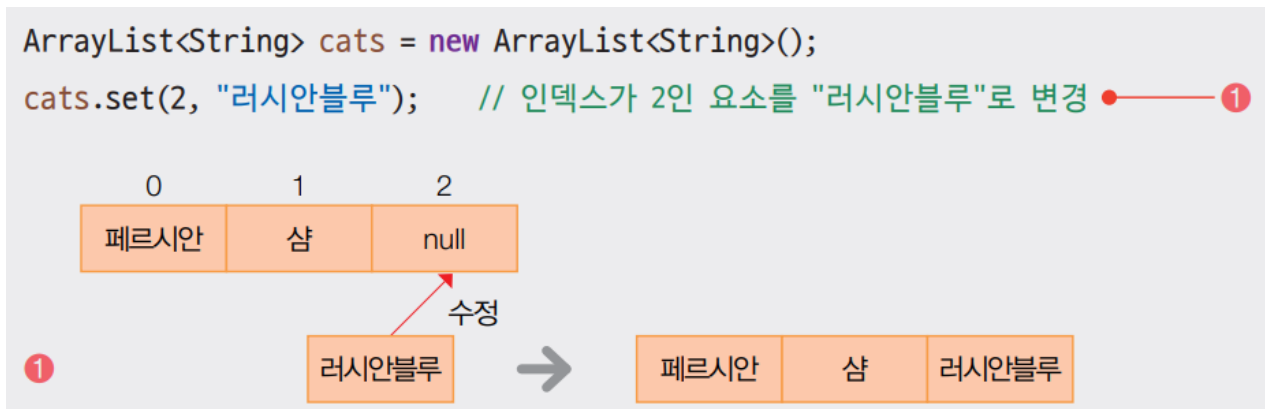 ArrayList<String> cats = new ArrayList<String>();
cats.set(2, "러시안블루"); // 인덱스가 2인 요소를 "러시안블루"로 변경 ❶
0 1 2
페르시안 샴 null
수정
❶ 러시안블루 → 페르시안 샴 러시안블루